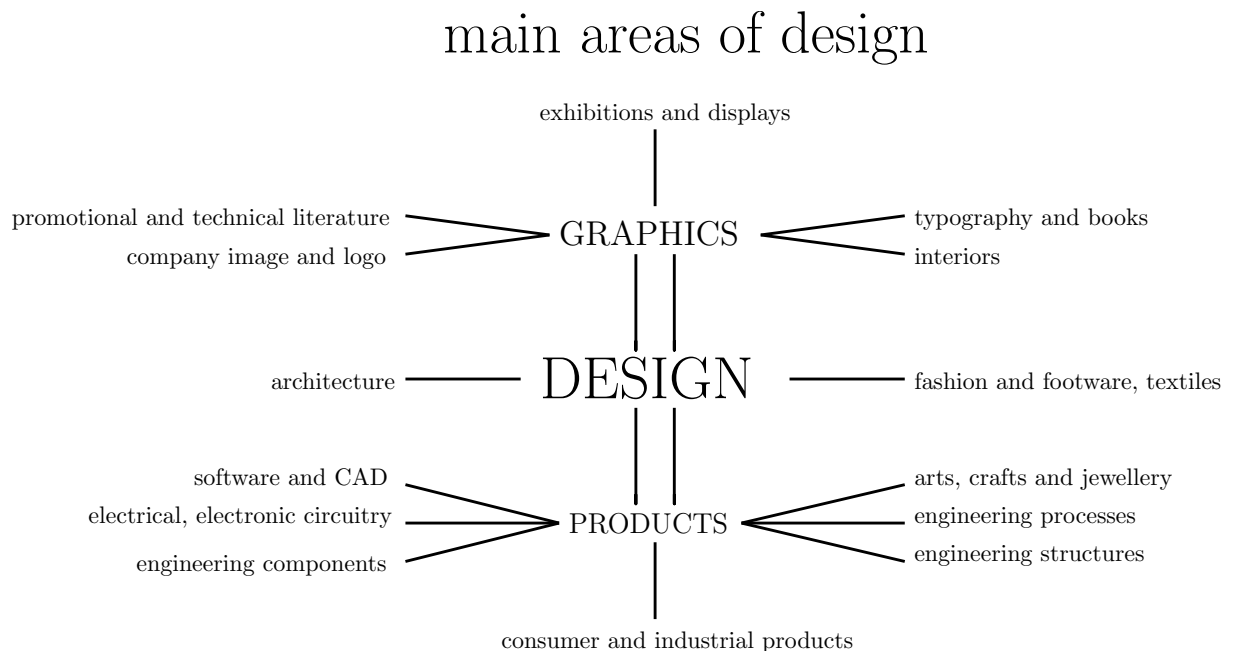 main areas of design
exhibitions and displays
promotional and technical literature
company image and logo
GRAPHICS
typography and books
interiors
architecture
DESIGN
fashion and footware, textiles
software and CAD
electrical, electronic circuitry
engineering components
PRODUCTS
arts, crafts and jewellery
engineering processes
engineering structures
consumer and industrial products